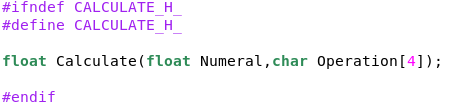 #ifndef CALCULATE_H_
#define CALCULATE_H_
float Calculate(float Numeral,char Operation[4]);
#endif